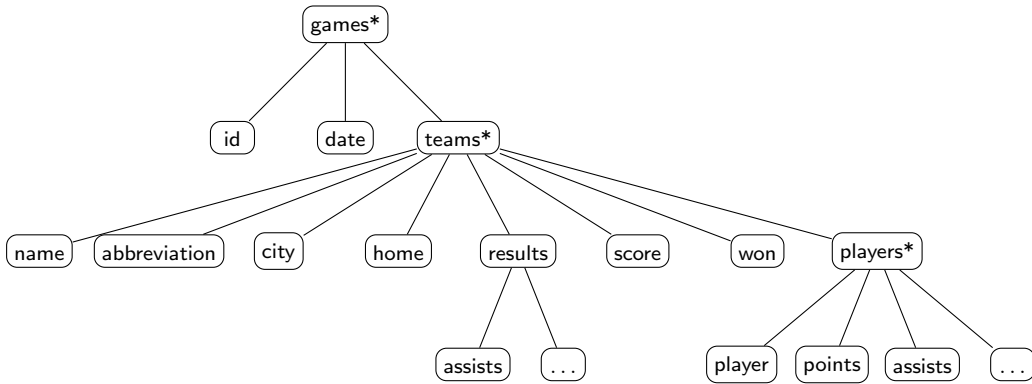 games*
id
date
teams*
name
abbreviation
city
home
results
score
won
players*
assists
...
player
points
assists
...